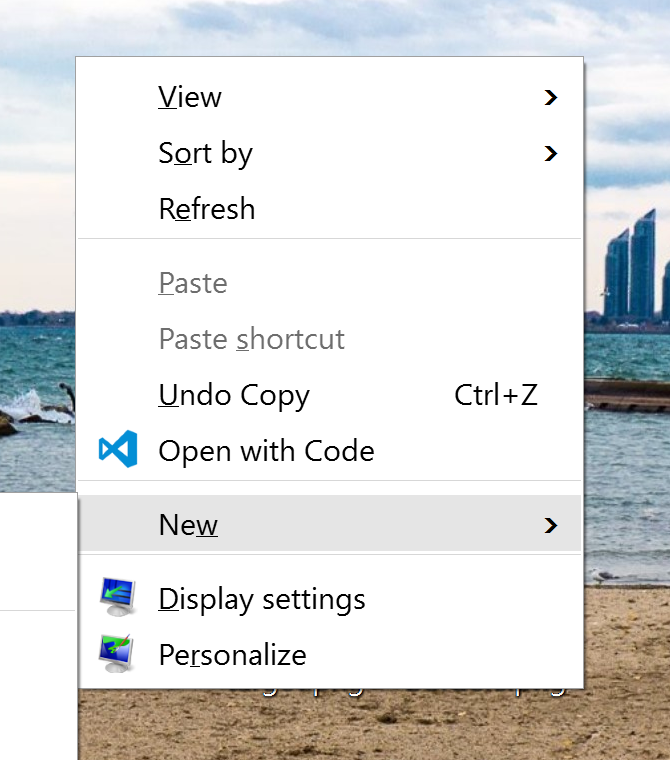 View
Sort by
Refresh
Paste
Paste shortcut
Undo Copy Ctrl+Z
Open with Code
New
Display settings
Personalize